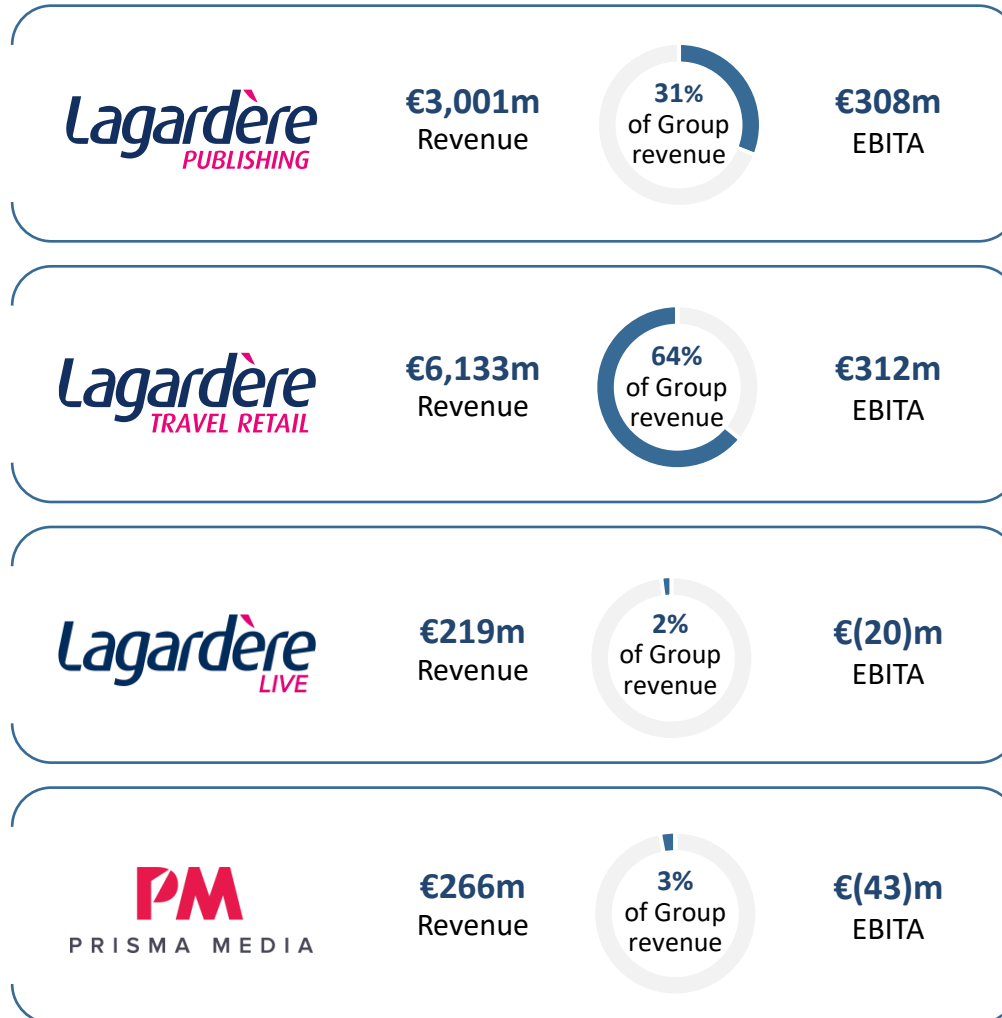 Lagardère
PUBLISHING
€3,001m
Revenue
31%
of Group
revenue
€308m
EBITA
Lagardère
TRAVEL RETAIL
€6,133m
Revenue
64%
of Group
revenue
€312m
EBITA
Lagardère
LIVE
€219m
Revenue
2%
of Group
revenue
€(20)m
EBITA
PM
PRISMA MEDIA
€266m
Revenue
3%
of Group
revenue
€(43)m
EBITA